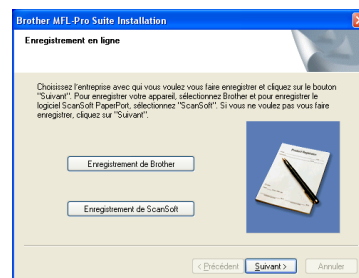 Brother MFL-Pro Suite Installation
Enregistrement en ligne
Choisissez l'entreprise avec qui vous voulez vous faire enregistrer et cliquez sur le bouton
"Suivant". Pour enregistrer votre appareil, sélectionnez Brother et pour enregistrer le
logiciel ScanSoft PaperPort, sélectionnez "ScanSoft". Si vous ne voulez pas vous faire
enregistrer, cliquez sur "Suivant".
Enregistrement de Brother
Enregistrement de ScanSoft
< Précédent Suivant > Annuler